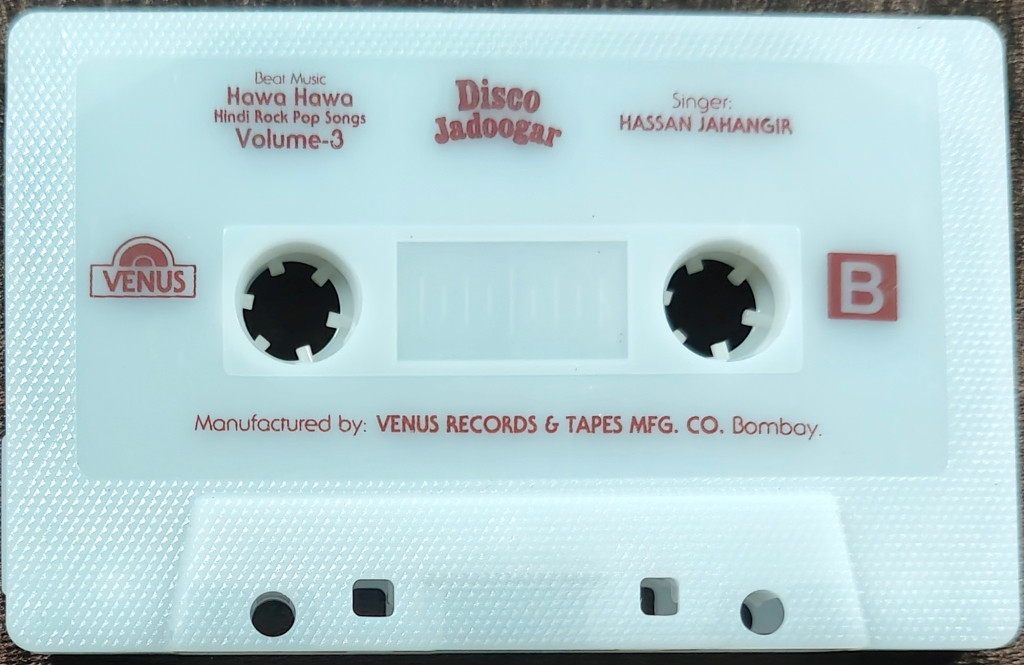 Beat Music
Hawa Hawa
Hindi Rock Pop Songs
Volume-3
Disco
Jadoogar
Singer:
HASSAN JAHANGIR
VENUS
B
Manufactured by: VENUS RECORDS & TAPES MFG. CO. Bombay.